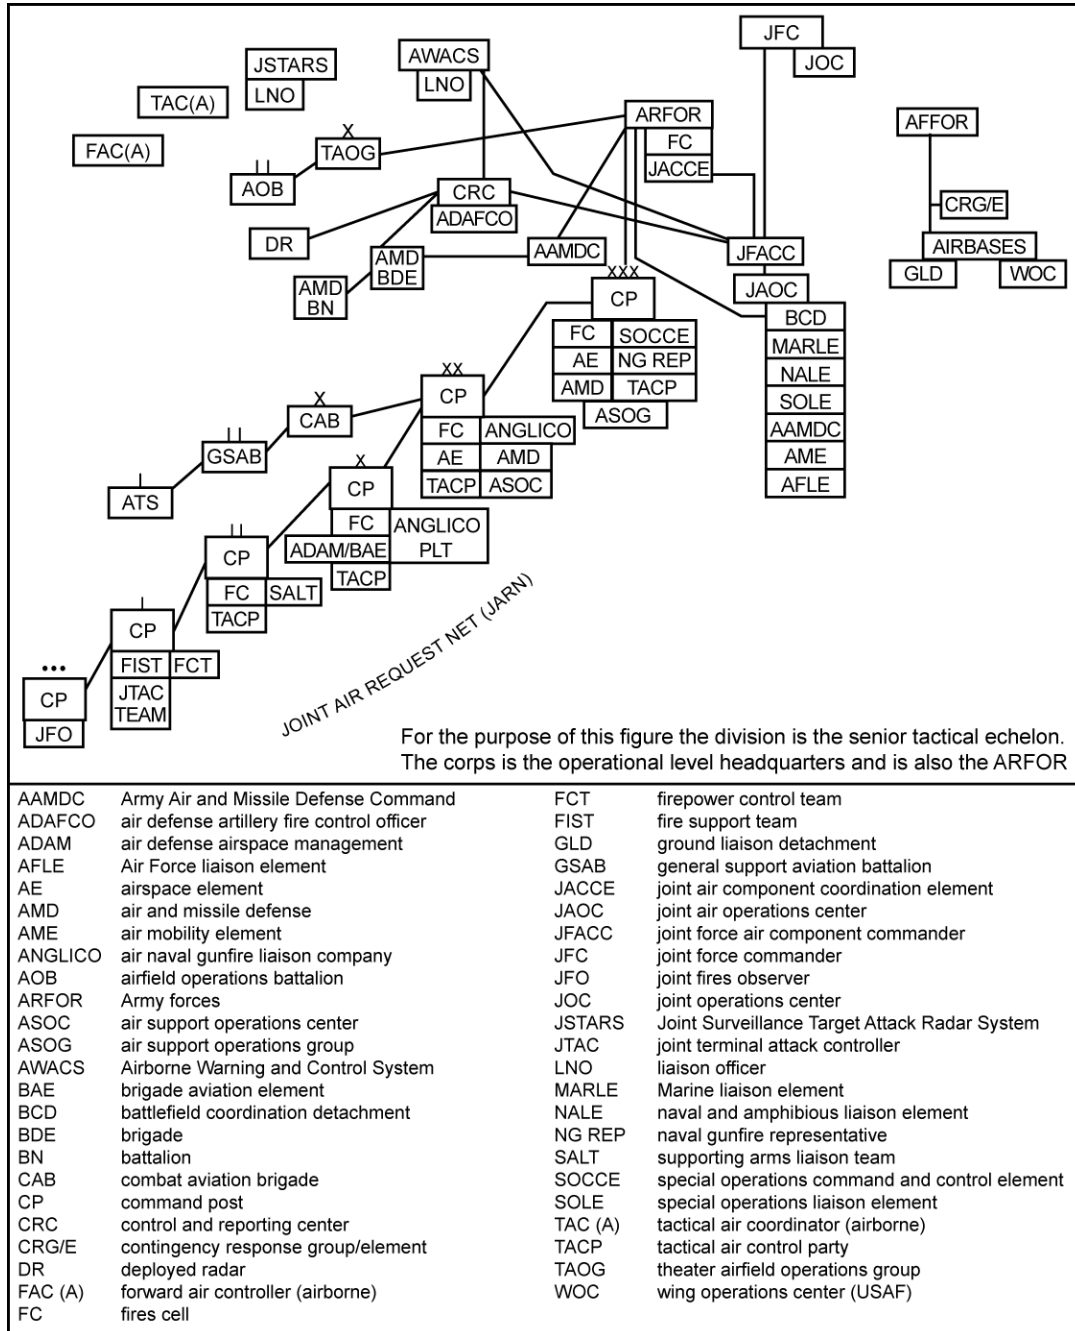 JFC
JOC
AWACS
LNO
JSTARS
LNO
TAC(A)
FAC(A)
X
TAOG
II
AOB
ARFOR
FC
JACCE
AFFOR
CRG/E
AIRBASES
GLD
WOC
CRC
ADAFCO
DR
AMD
BDE
AMD
BN
AAMDC
JFACC
JAOC
BCD
MARLE
NALE
SOLE
AAMDC
AME
AFLE
XXX
CP
FC SOCCE
AE NG REP
AMD TACP
ASOG
XX
CP
FC ANGLICO
AE AMD
TACP ASOC
X
CAB
II
GSAB
I
ATS
X
CP
FC ANGLICO
ADAM/BAE PLT
TACP
II
CP
FC SALT
TACP
I
CP
FIST FCT
JTAC
TEAM
•••
CP
JFO
JOINT AIR REQUEST NET (JARN)
For the purpose of this figure the division is the senior tactical echelon.
The corps is the operational level headquarters and is also the ARFOR
AAMDC Army Air and Missile Defense Command
ADAFCO air defense artillery fire control officer
ADAM air defense airspace management
AFLE Air Force liaison element
AE airspace element
AMD air and missile defense
AME air mobility element
ANGLICO air naval gunfire liaison company
AOB airfield operations battalion
ARFOR Army forces
ASOC air support operations center
ASOG air support operations group
AWACS Airborne Warning and Control System
BAE brigade aviation element
BCD battlefield coordination detachment
BDE brigade
BN battalion
CAB combat aviation brigade
CP command post
CRC control and reporting center
CRG/E contingency response group/element
DR deployed radar
FAC (A) forward air controller (airborne)
FC fires cell
FCT firepower control team
FIST fire support team
GLD ground liaison detachment
GSAB general support aviation battalion
JACCE joint air component coordination element
JAOC joint air operations center
JFACC joint force air component commander
JFC joint force commander
JFO joint fires observer
JOC joint operations center
JSTARS Joint Surveillance Target Attack Radar System
JTAC joint terminal attack controller
LNO liaison officer
MARLE Marine liaison element
NALE naval and amphibious liaison element
NG REP naval gunfire representative
SALT supporting arms liaison team
SOCCE special operations command and control element
SOLE special operations liaison element
TAC (A) tactical air coordinator (airborne)
TACP tactical air control party
TAOG theater airfield operations group
WOC wing operations center (USAF)